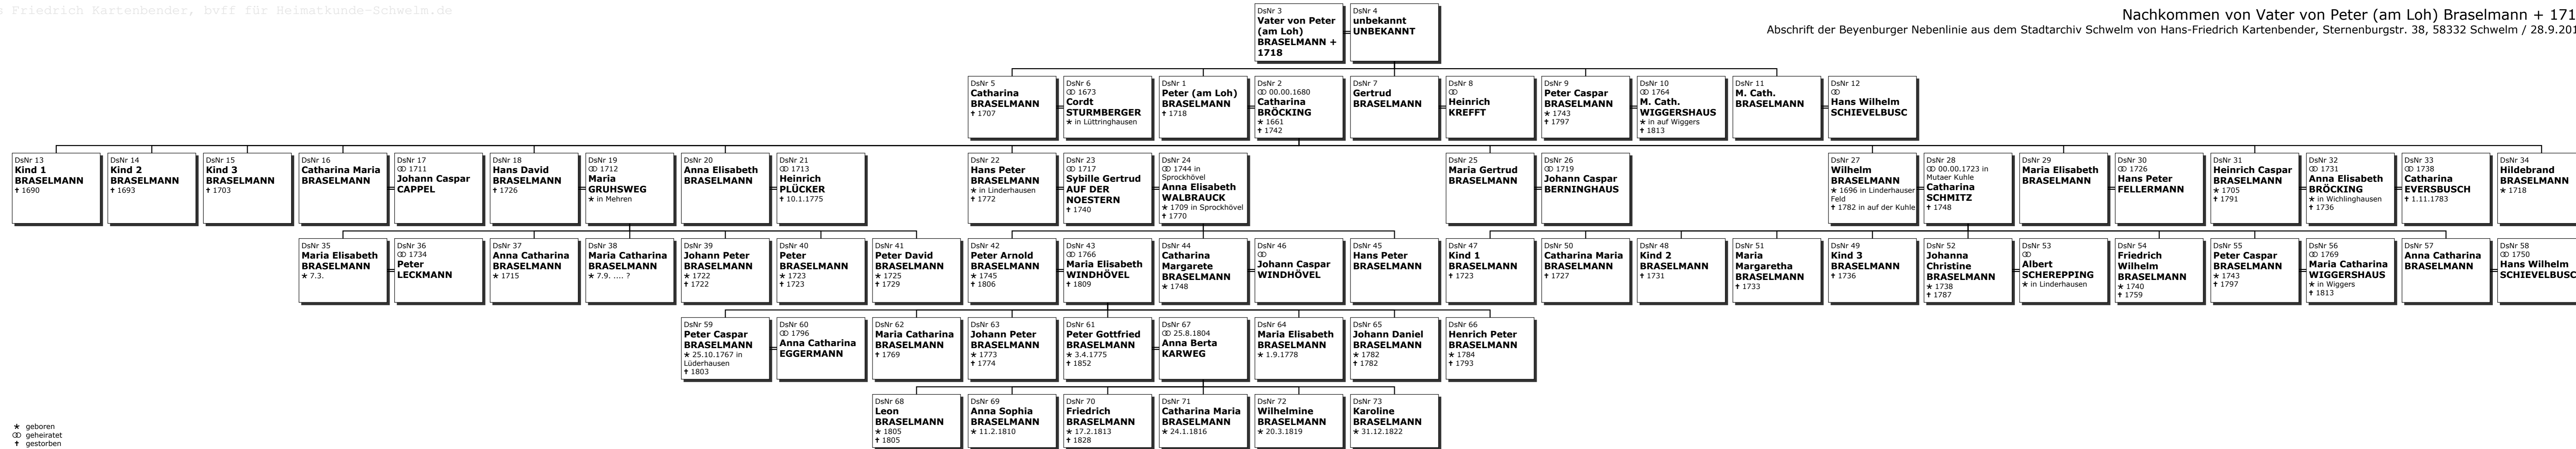 s Friedrich Kartenbender, bvff für Heimatkunde-Schwelm.de
Nachkommen von Vater von Peter (am Loh) Braselmann + 171
Abschrift der Beyenburger Nebenlinie aus dem Stadtarchiv Schwelm von Hans-Friedrich Kartenbender, Sternenburgstr. 38, 58332 Schwelm / 28.9.201
DsNr 3
Vater von Peter
(am Loh)
BRASELMANN +
1718
DsNr 4
unbekannt
UNBEKANNT
DsNr 5
Catharina
BRASELMANN
✝ 1707
DsNr 6
⚭ 1673
Cordt
STURMBERGER
★ in Lüttringhausen
DsNr 1
Peter (am Loh)
BRASELMANN
✝ 1718
DsNr 2
⚭ 00.00.1680
Catharina
BRÖCKING
★ 1661
✝ 1742
DsNr 7
Gertrud
BRASELMANN
DsNr 8
⚭
Heinrich
KREFFT
DsNr 9
Peter Caspar
BRASELMANN
★ 1743
✝ 1797
DsNr 10
⚭ 1764
M. Cath.
WIGGERSHAUS
★ in auf Wiggers
✝ 1813
DsNr 11
M. Cath.
BRASELMANN
DsNr 12
⚭
Hans Wilhelm
SCHIEVELBUSC
DsNr 13
Kind 1
BRASELMANN
✝ 1690
DsNr 14
Kind 2
BRASELMANN
✝ 1693
DsNr 15
Kind 3
BRASELMANN
✝ 1703
DsNr 16
Catharina Maria
BRASELMANN
DsNr 17
⚭ 1711
Johann Caspar
CAPPEL
DsNr 18
Hans David
BRASELMANN
✝ 1726
DsNr 19
⚭ 1712
Maria
GRUHSWEG
★ in Mehren
DsNr 20
Anna Elisabeth
BRASELMANN
DsNr 21
⚭ 1713
Heinrich
PLÜCKER
✝ 10.1.1775
DsNr 22
Hans Peter
BRASELMANN
★ in Linderhausen
✝ 1772
DsNr 23
⚭ 1717
Sybille Gertrud
AUF DER
NOESTERN
✝ 1740
DsNr 24
⚭ 1744 in
Sprockhövel
Anna Elisabeth
WALBRAUCK
★ 1709 in Sprockhövel
✝ 1770
DsNr 25
Maria Gertrud
BRASELMANN
DsNr 26
⚭ 1719
Johann Caspar
BERNINGHAUS
DsNr 27
Wilhelm
BRASELMANN
★ 1696 in Linderhauser
Feld
✝ 1782 in auf der Kuhle
DsNr 28
⚭ 00.00.1723 in
Mutaer Kuhle
Catharina
SCHMITZ
✝ 1748
DsNr 29
Maria Elisabeth
BRASELMANN
DsNr 30
⚭ 1726
Hans Peter
FELLERMANN
DsNr 31
Heinrich Caspar
BRASELMANN
★ 1705
✝ 1791
DsNr 32
⚭ 1731
Anna Elisabeth
BRÖCKING
★ in Wichlinghausen
✝ 1736
DsNr 33
⚭ 1738
Catharina
EVERSBUSCH
✝ 1.11.1783
DsNr 34
Hildebrand
BRASELMANN
★ 1718
DsNr 35
Maria Elisabeth
BRASELMANN
★ 7.3.
DsNr 36
⚭ 1734
Peter
LECKMANN
DsNr 37
Anna Catharina
BRASELMANN
★ 1715
DsNr 38
Maria Catharina
BRASELMANN
★ 7.9. .... ?
DsNr 39
Johann Peter
BRASELMANN
★ 1722
✝ 1722
DsNr 40
Peter
BRASELMANN
★ 1723
✝ 1723
DsNr 41
Peter David
BRASELMANN
★ 1725
✝ 1729
DsNr 42
Peter Arnold
BRASELMANN
★ 1745
✝ 1806
DsNr 43
⚭ 1766
Maria Elisabeth
WINDHÖVEL
✝ 1809
DsNr 44
Catharina
Margarete
BRASELMANN
★ 1748
DsNr 46
⚭
Johann Caspar
WINDHÖVEL
DsNr 45
Hans Peter
BRASELMANN
DsNr 47
Kind 1
BRASELMANN
✝ 1723
DsNr 50
Catharina Maria
BRASELMANN
✝ 1727
DsNr 48
Kind 2
BRASELMANN
✝ 1731
DsNr 51
Maria
Margaretha
BRASELMANN
✝ 1733
DsNr 49
Kind 3
BRASELMANN
✝ 1736
DsNr 52
Johanna
Christine
BRASELMANN
★ 1738
✝ 1787
DsNr 53
⚭
Albert
SCHEREPPING
★ in Linderhausen
DsNr 54
Friedrich
Wilhelm
BRASELMANN
★ 1740
✝ 1759
DsNr 55
Peter Caspar
BRASELMANN
★ 1743
✝ 1797
DsNr 56
⚭ 1769
Maria Catharina
WIGGERSHAUS
★ in Wiggers
✝ 1813
DsNr 57
Anna Catharina
BRASELMANN
DsNr 58
⚭ 1750
Hans Wilhelm
SCHIEVELBUSC
DsNr 59
Peter Caspar
BRASELMANN
★ 25.10.1767 in
Lüderhausen
✝ 1803
DsNr 60
⚭ 1796
Anna Catharina
EGGERMANN
DsNr 62
Maria Catharina
BRASELMANN
✝ 1769
DsNr 63
Johann Peter
BRASELMANN
★ 1773
✝ 1774
DsNr 61
Peter Gottfried
BRASELMANN
★ 3.4.1775
✝ 1852
DsNr 67
⚭ 25.8.1804
Anna Berta
KARWEG
DsNr 64
Maria Elisabeth
BRASELMANN
★ 1.9.1778
DsNr 65
Johann Daniel
BRASELMANN
★ 1782
✝ 1782
DsNr 66
Henrich Peter
BRASELMANN
★ 1784
✝ 1793
DsNr 68
Leon
BRASELMANN
★ 1805
✝ 1805
DsNr 69
Anna Sophia
BRASELMANN
★ 11.2.1810
DsNr 70
Friedrich
BRASELMANN
★ 17.2.1813
✝ 1828
DsNr 71
Catharina Maria
BRASELMANN
★ 24.1.1816
DsNr 72
Wilhelmine
BRASELMANN
★ 20.3.1819
DsNr 73
Karoline
BRASELMANN
★ 31.12.1822
★ geboren
⚭ geheiratet
✝ gestorben